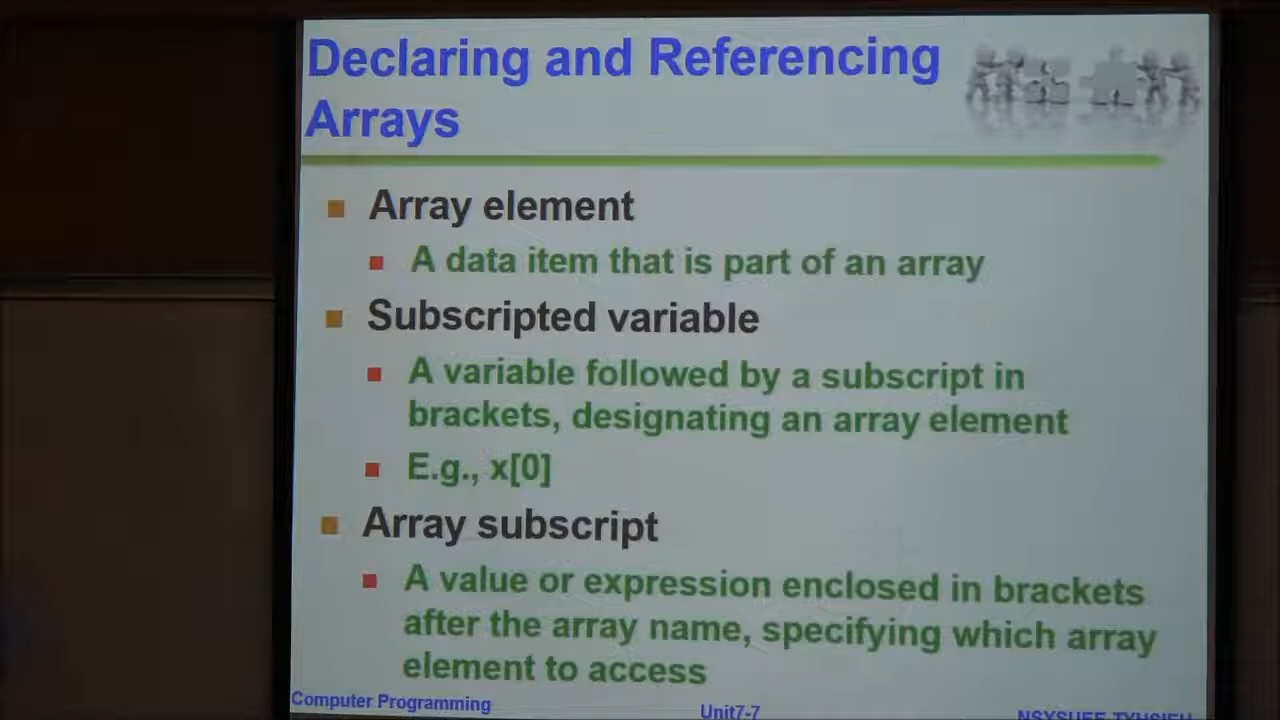 Declaring and Referencing
Arrays
Array element
A data item that is part of an array
Subscripted variable
A variable followed by a subscript in
brackets, designating an array element
E.g., x[0]
Array subscript
A value or expression enclosed in brackets
after the array name, specifying which array
element to access
Computer Programming
Unit7-7
NSYSUEE-TYHSIEH